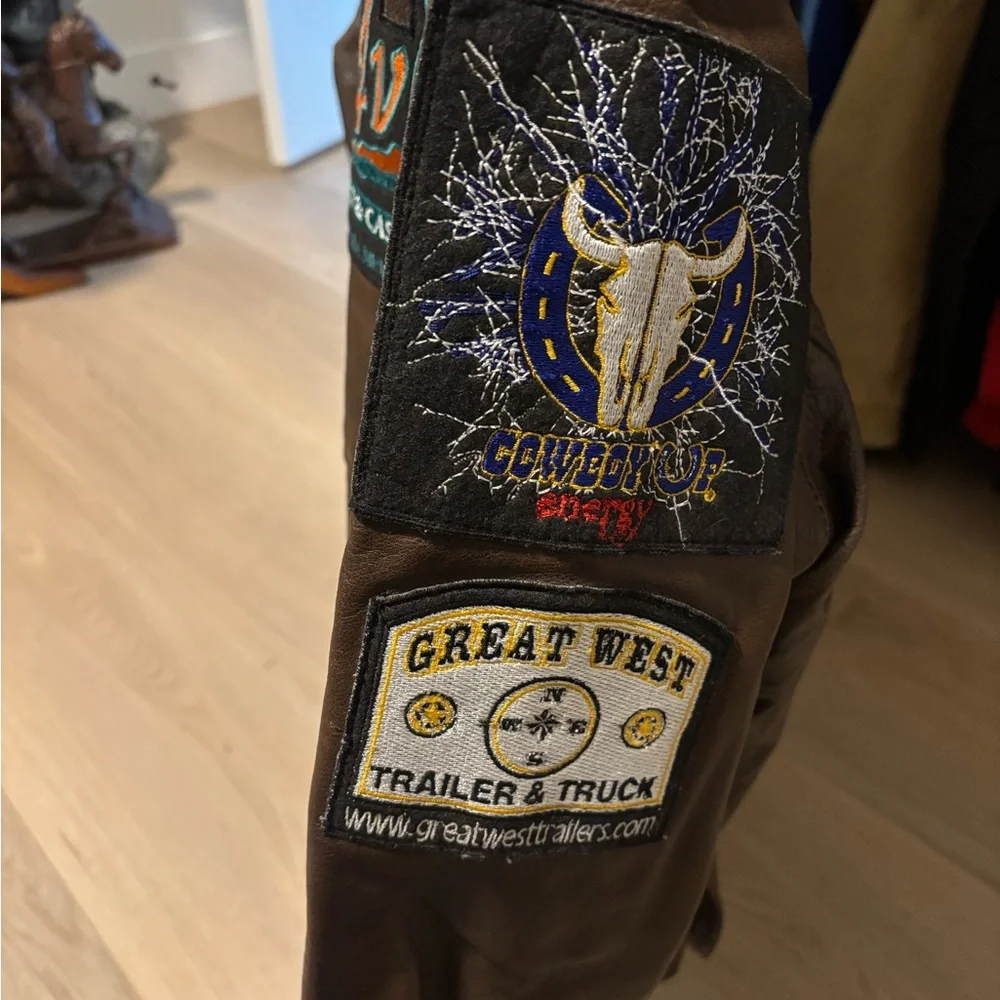 COWBOY UP
energy
GREAT WEST
N
W E
S
TRAILER & TRUCK
www.greatwesttrailers.com